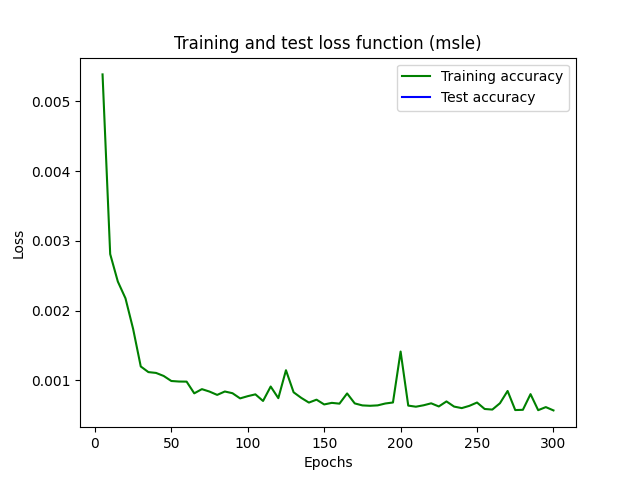 Training and test loss function (msle)
Training accuracy
Test accuracy
0.005
0.004
0.003
0.002
0.001
Loss
0 50 100 150 200 250 300
Epochs